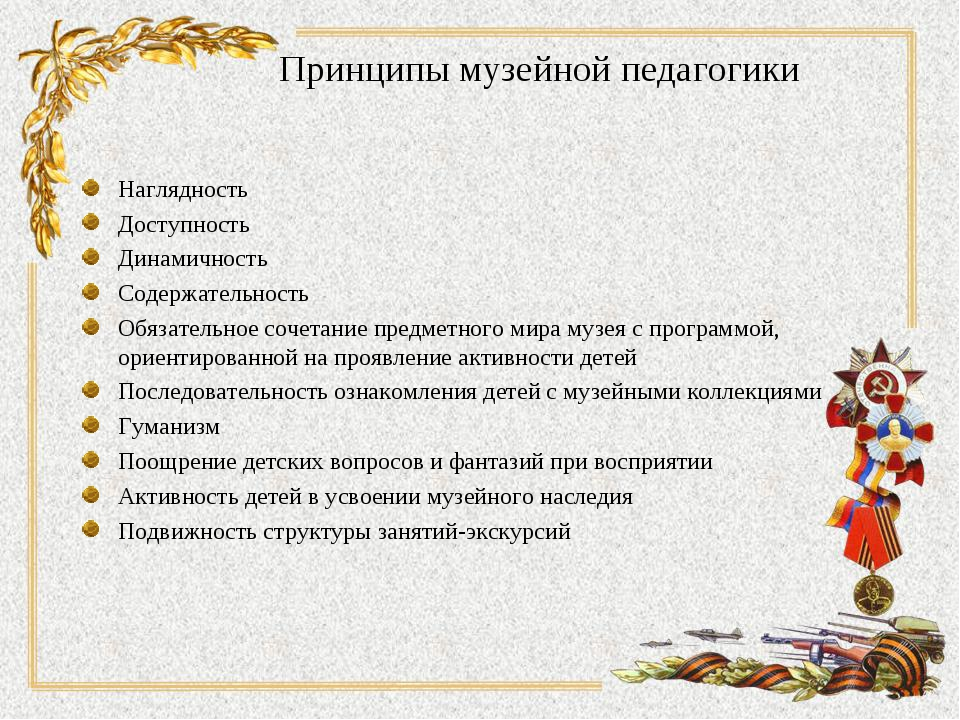 Принципы музейной педагогики
Наглядность
Доступность
Динамичность
Содержательность
Обязательное сочетание предметного мира музея с программой,
ориентированной на проявление активности детей
Последовательность ознакомления детей с музейными коллекциями
Гуманизм
Поощрение детских вопросов и фантазий при восприятии
Активность детей в усвоении музейного наследия
Подвижность структуры занятий-экскурсий